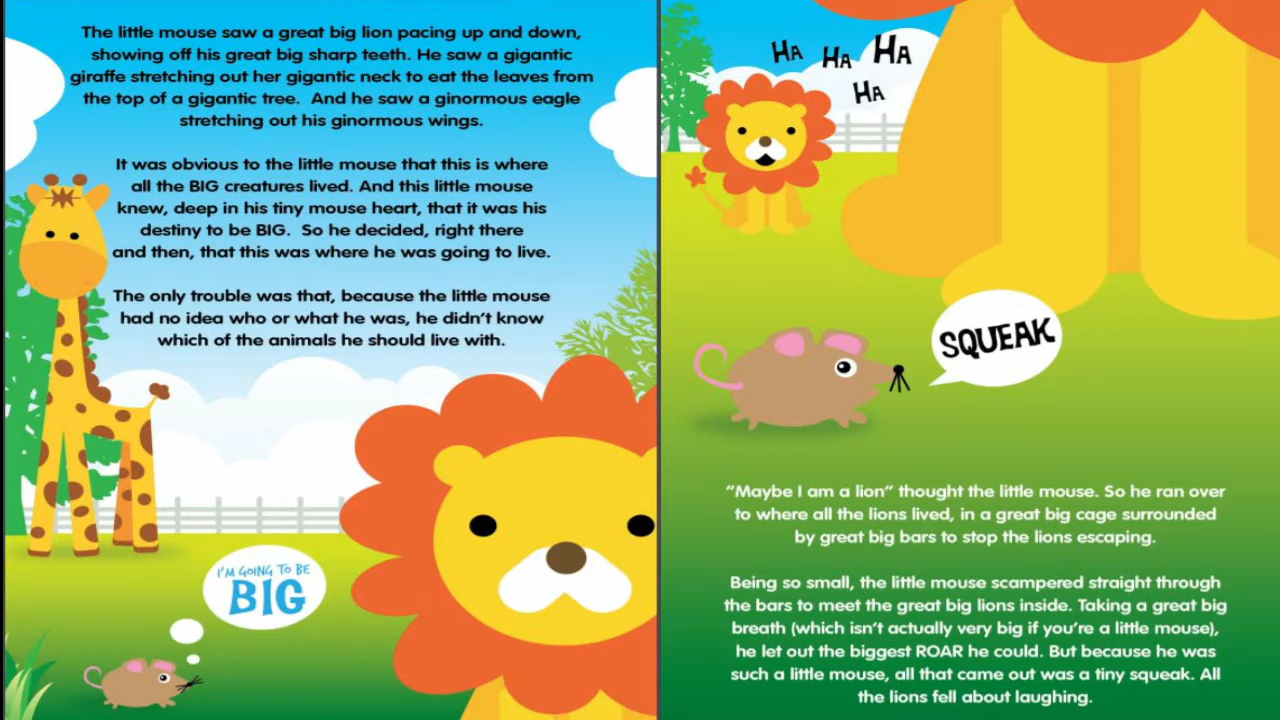 The little mouse saw a great big lion pacing up and down,
showing off his great big sharp teeth. He saw a gigantic
giraffe stretching out her gigantic neck to eat the leaves from
the top of a gigantic tree.  And he saw a ginormous eagle
stretching out his ginormous wings.
It was obvious to the little mouse that this is where
all the BIG creatures lived. And this little mouse
knew, deep in his tiny mouse heart, that it was his
destiny to be BIG.  So he decided, right there
and then, that this was where he was going to live.
The only trouble was that, because the little mouse
had no idea who or what he was, he didn't know
which of the animals he should live with.
I'M GOING TO BE
BIG
HA HA HA
HA
SQUEAK
“Maybe I am a lion” thought the little mouse. So he ran over
to where all the lions lived, in a great big cage surrounded
by great big bars to stop the lions escaping.
Being so small, the little mouse scampered straight through
the bars to meet the great big lions inside. Taking a great big
breath (which isn't actually very big if you're a little mouse),
he let out the biggest ROAR he could. But because he was
such a little mouse, all that came out was a tiny squeak. All
the lions fell about laughing.